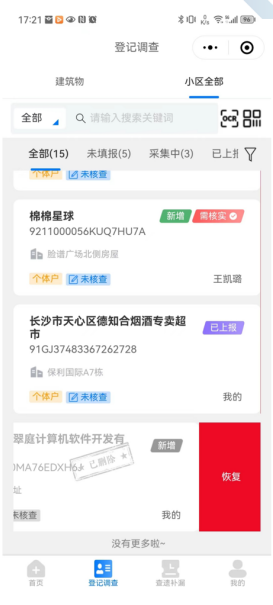 17:21
96
登记调查
建筑物
小区全部
全部
请输入搜索关键词
OCR
全部(15)
未填报(5)
采集中(3)
已上
个体户
未核查
棉棉星球
新增
需核实
9211000056KUQ7HU7A
脸谱广场北侧房屋
个体户
未核查
王凯璐
长沙市天心区德知合烟酒专卖超
市
已上报
91GJ37483367262728
保利国际A7栋
个体户
未核查
我的
翠庭计算机软件开发有
新增
0MA76EDXH6J
已删除
恢复
址
未核查
我的
没有更多啦~
首页
登记调查
查遗补漏
我的